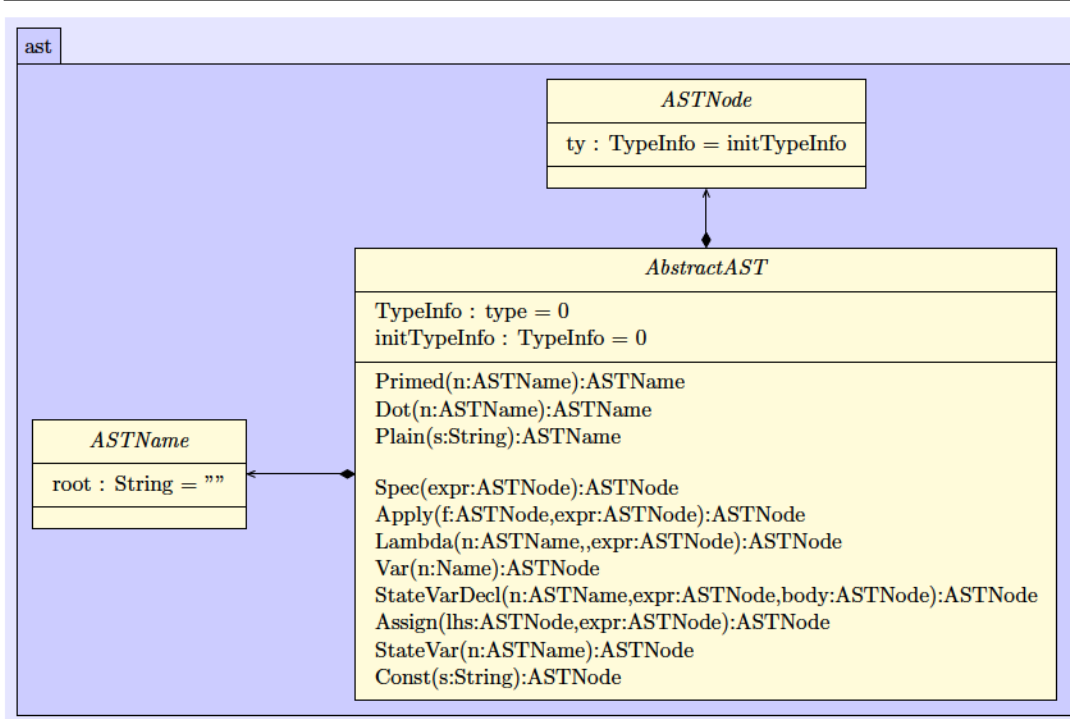 ast
ASTNode
ty : TypeInfo = initTypeInfo
AbstractAST
TypeInfo : type = 0
initTypeInfo : TypeInfo = 0
Primed(n:ASTName):ASTName
Dot(n:ASTName):ASTName
Plain(s:String):ASTName
Spec(expr:ASTNode):ASTNode
Apply(f:ASTNode,expr:ASTNode):ASTNode
Lambda(n:ASTName,,expr:ASTNode):ASTNode
Var(n:Name):ASTNode
StateVarDecl(n:ASTName,expr:ASTNode,body:ASTNode):ASTNode
Assign(lhs:ASTNode,expr:ASTNode):ASTNode
StateVar(n:ASTName):ASTNode
Const(s:String):ASTNode
ASTName
root : String = ”"